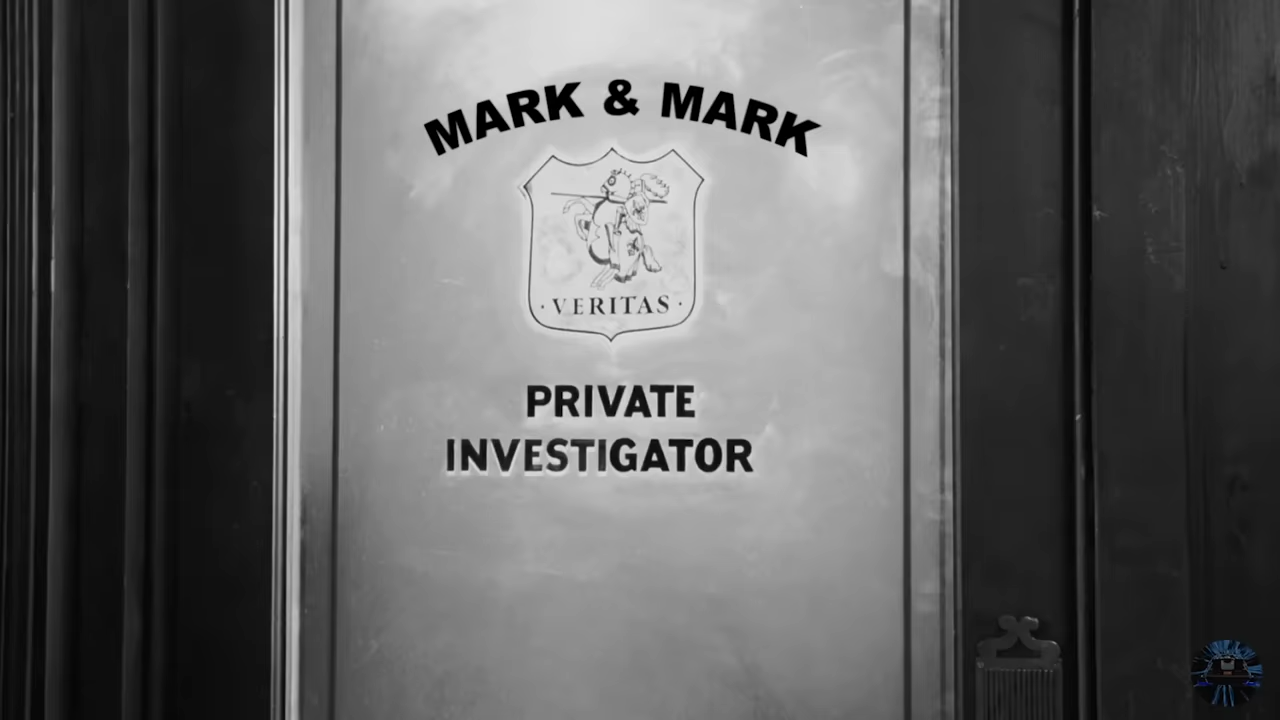 MARK & MARK
· VERITAS ·
PRIVATE
INVESTIGATOR